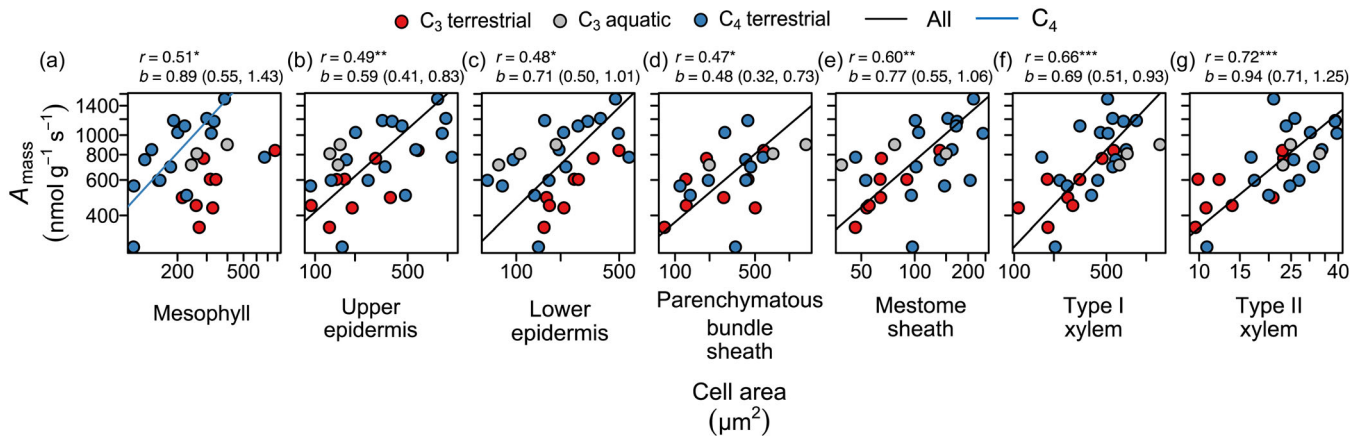 C3 terrestrial C3 aquatic C4 terrestrial All C4
(a) r = 0.51*
b = 0.89 (0.55, 1.43)
(b) r = 0.49**
b = 0.59 (0.41, 0.83)
(c) r = 0.48*
b = 0.71 (0.50, 1.01)
(d) r = 0.47*
b = 0.48 (0.32, 0.73)
(e) r = 0.60**
b = 0.77 (0.55, 1.06)
(f) r = 0.66***
b = 0.69 (0.51, 0.93)
(g) r = 0.72***
b = 0.94 (0.71, 1.25)
Amass
(nmol g−1 s−1)
1400
1000
800
600
400
200 500
Mesophyll
100 500
Upper
epidermis
100 500
Lower
epidermis
100 500
Parenchymatous
bundle
sheath
50 100 200
Mestome
sheath
100 500
Type I
xylem
10 15 25 40
Type II
xylem
Cell area
(µm2)